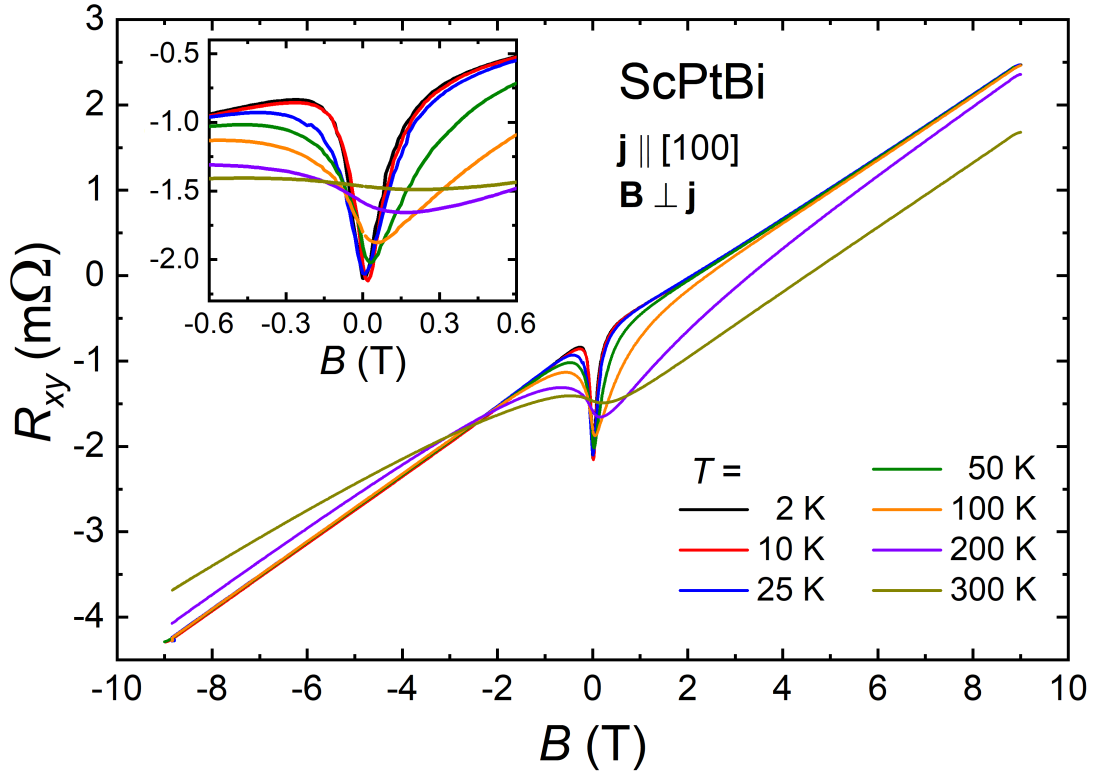 3
2
1
0
-1
-2
-3
-4
R_xy (mΩ)
-10 -8 -6 -4 -2 0 2 4 6 8 10
B (T)
-0.5
-1.0
-1.5
-2.0
-0.6 -0.3 0.0 0.3 0.6
B (T)
ScPtBi
j || [100]
B ⊥ j
T =
2 K
10 K
25 K
50 K
100 K
200 K
300 K